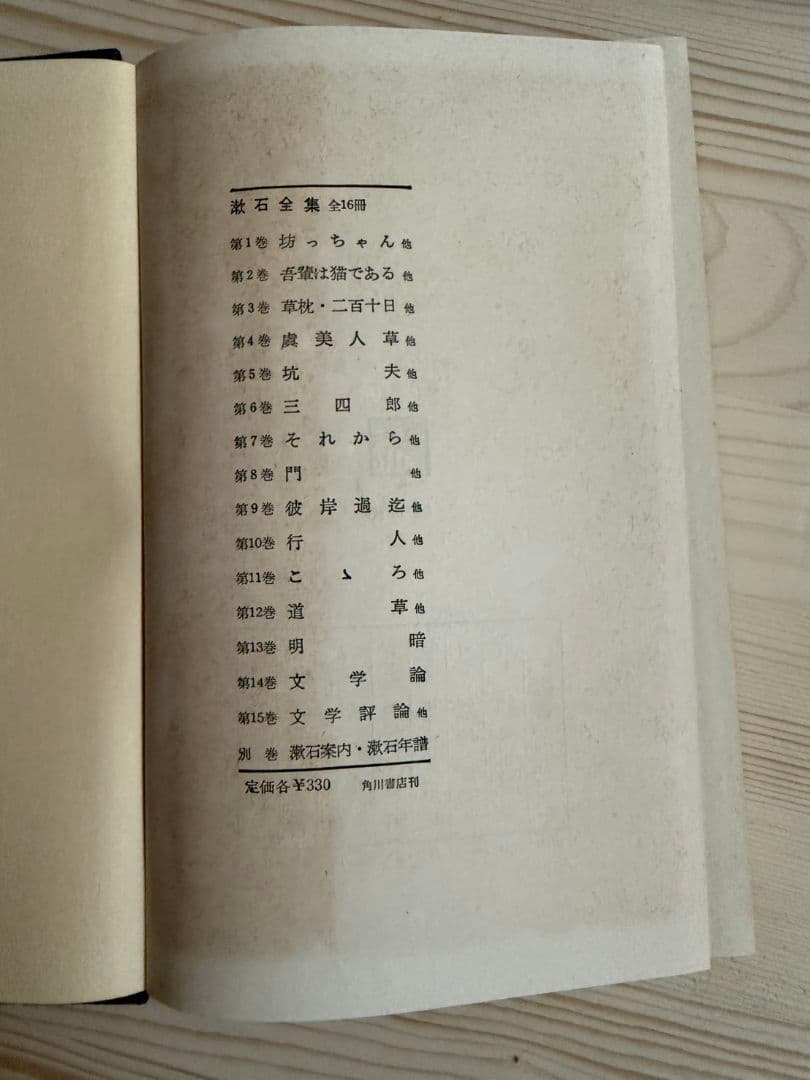 漱石全集 全16冊
第1巻 坊っちゃん 他
第2巻 吾輩は猫である 他
第3巻 草枕・二百十日 他
第4巻 虞美人草 他
第5巻 坑夫 他
第6巻 三四郎 他
第7巻 それから 他
第8巻 門 他
第9巻 彼岸過迄 他
第10巻 行人 他
第11巻 こゝろ 他
第12巻 道草 他
第13巻 明暗
第14巻 文学論
第15巻 文学評論 他
別巻 漱石案内・漱石年譜
定価各￥330 角川書店刊